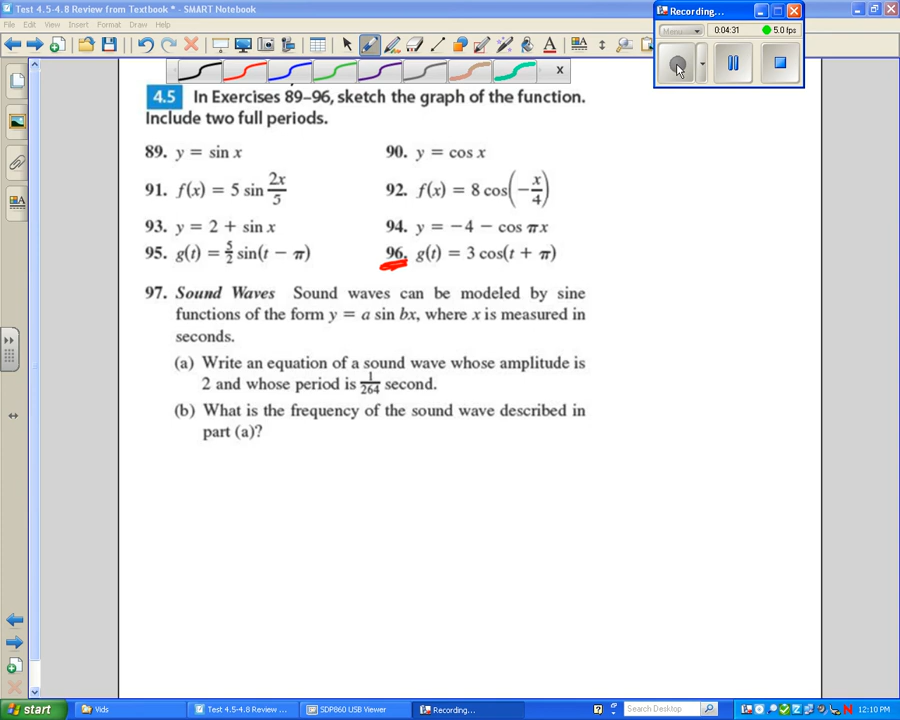 Test 4.5-4.8 Review from Textbook * - SMART Notebook
Recording...
File Edit View Insert Format Draw
Menu
0:04:31
5.0 fps
x
4.5 In Exercises 89–96, sketch the graph of the function.
Include two full periods.
89. y = sin x
90. y = cos x
91. f(x) = 5 sin 2x/5
92. f(x) = 8 cos(−x/4)
93. y = 2 + sin x
94. y = −4 − cos πx
95. g(t) = 5/2 sin(t − π)
96. g(t) = 3 cos(t + π)
97. Sound Waves Sound waves can be modeled by sine
functions of the form y = a sin bx, where x is measured in
seconds.
(a) Write an equation of a sound wave whose amplitude is
2 and whose period is 1/264 second.
(b) What is the frequency of the sound wave described in
part (a)?
start
Vids
Test 4.5-4.8 Review ...
SDP860 USB Viewer
Recording...
Search Desktop
12:10 PM